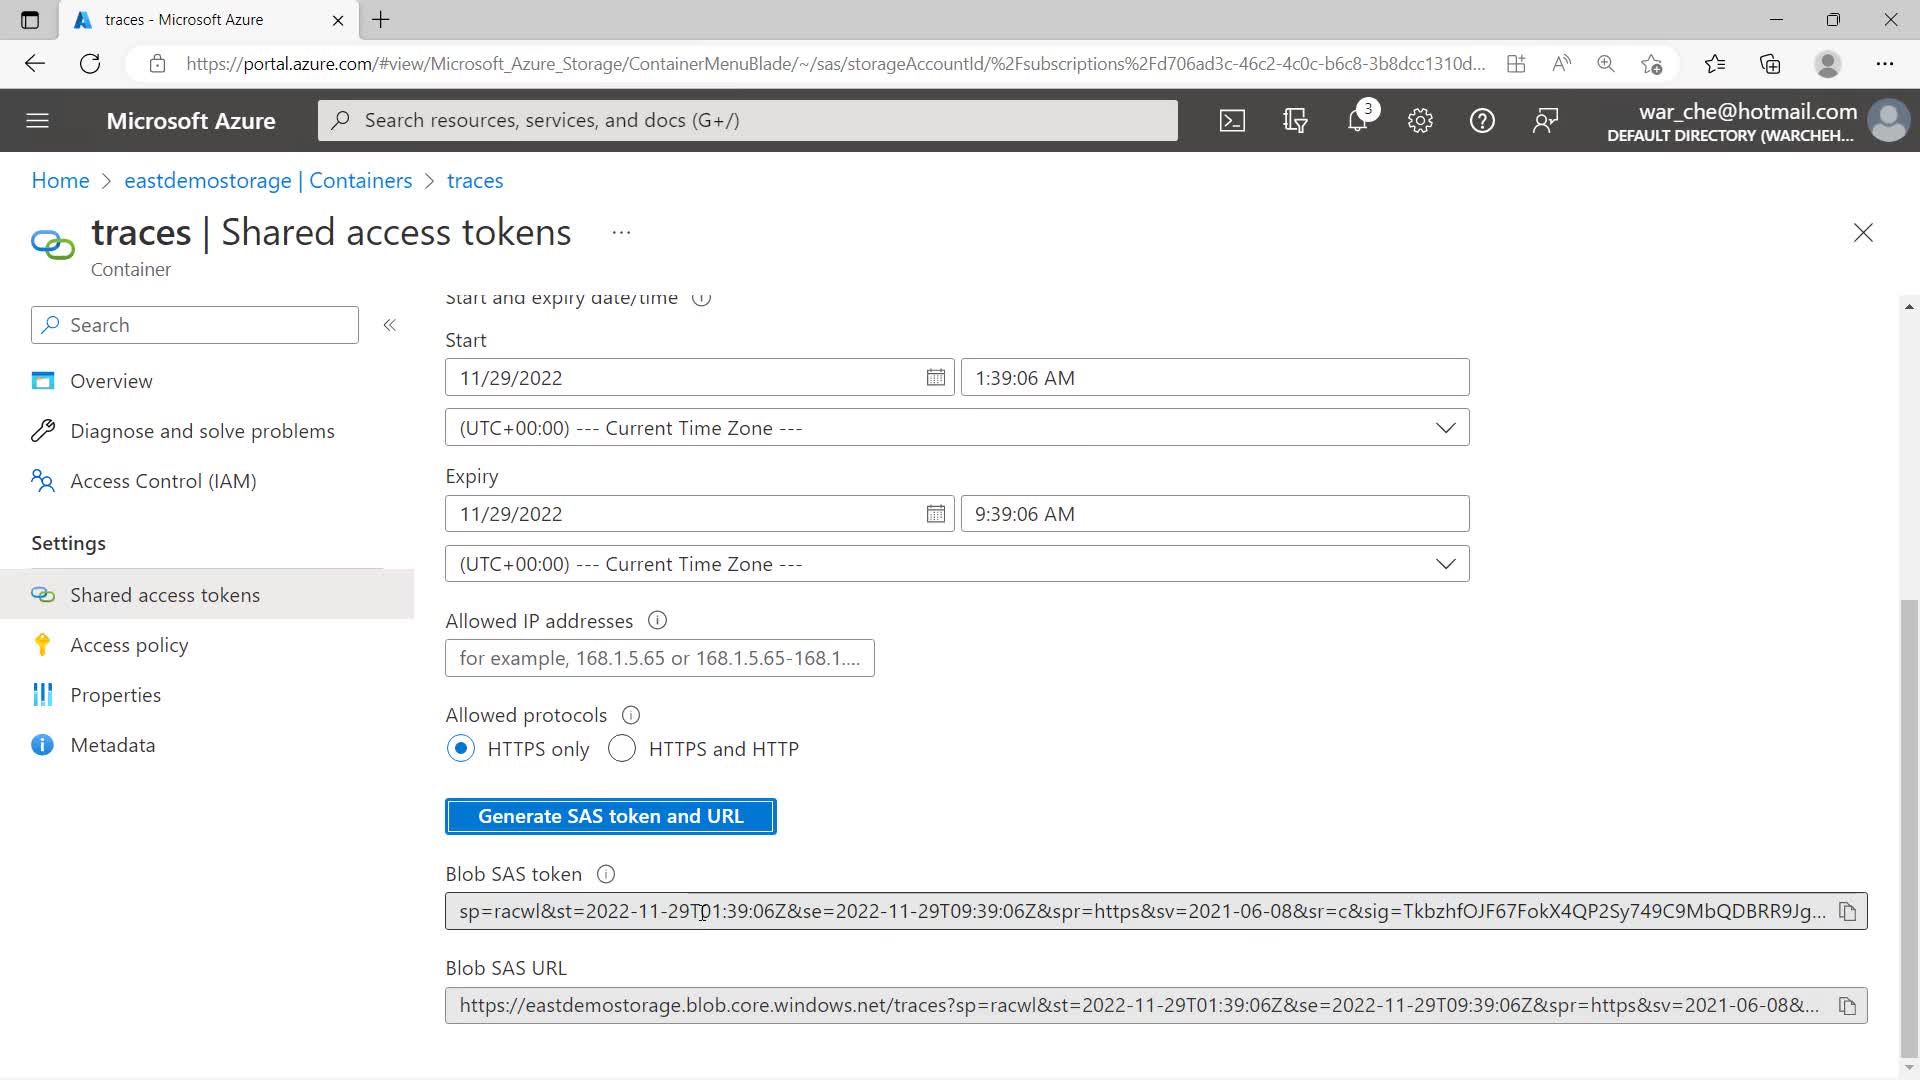 traces - Microsoft Azure
https://portal.azure.com/#view/Microsoft_Azure_Storage/ContainerMenuBlade/~/sas/storageAccountId/%2Fsubscriptions%2Fd706ad3c-46c2-4c0c-b6c8-3b8dcc1310d...
Microsoft Azure
Search resources, services, and docs (G+/)
3
war_che@hotmail.com
DEFAULT DIRECTORY (WARCHEH...
Home > eastdemostorage | Containers > traces
traces | Shared access tokens ...
Container
Search
Overview
Diagnose and solve problems
Access Control (IAM)
Settings
Shared access tokens
Access policy
Properties
Metadata
Start and expiry date/time
Start
11/29/2022
1:39:06 AM
(UTC+00:00) --- Current Time Zone ---
Expiry
11/29/2022
9:39:06 AM
(UTC+00:00) --- Current Time Zone ---
Allowed IP addresses
for example, 168.1.5.65 or 168.1.5.65-168.1....
Allowed protocols
HTTPS only
HTTPS and HTTP
Generate SAS token and URL
Blob SAS token
sp=racwl&st=2022-11-29T01:39:06Z&se=2022-11-29T09:39:06Z&spr=https&sv=2021-06-08&sr=c&sig=TkbzhfOJF67FokX4QP2Sy749C9MbQDBRR9Jg...
Blob SAS URL
https://eastdemostorage.blob.core.windows.net/traces?sp=racwl&st=2022-11-29T01:39:06Z&se=2022-11-29T09:39:06Z&spr=https&sv=2021-06-08&...